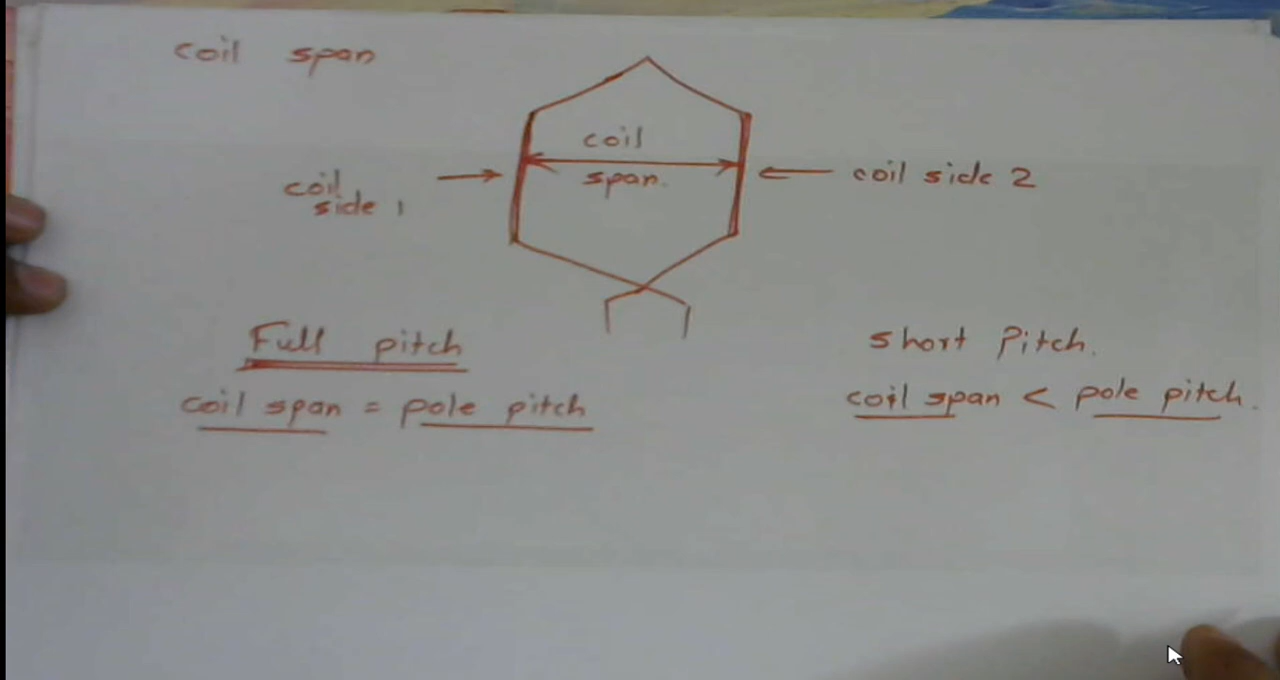 coil span
coil
span.
coil
side 1
coil side 2
Full pitch
coil span = pole pitch
short Pitch.
coil span < pole pitch.